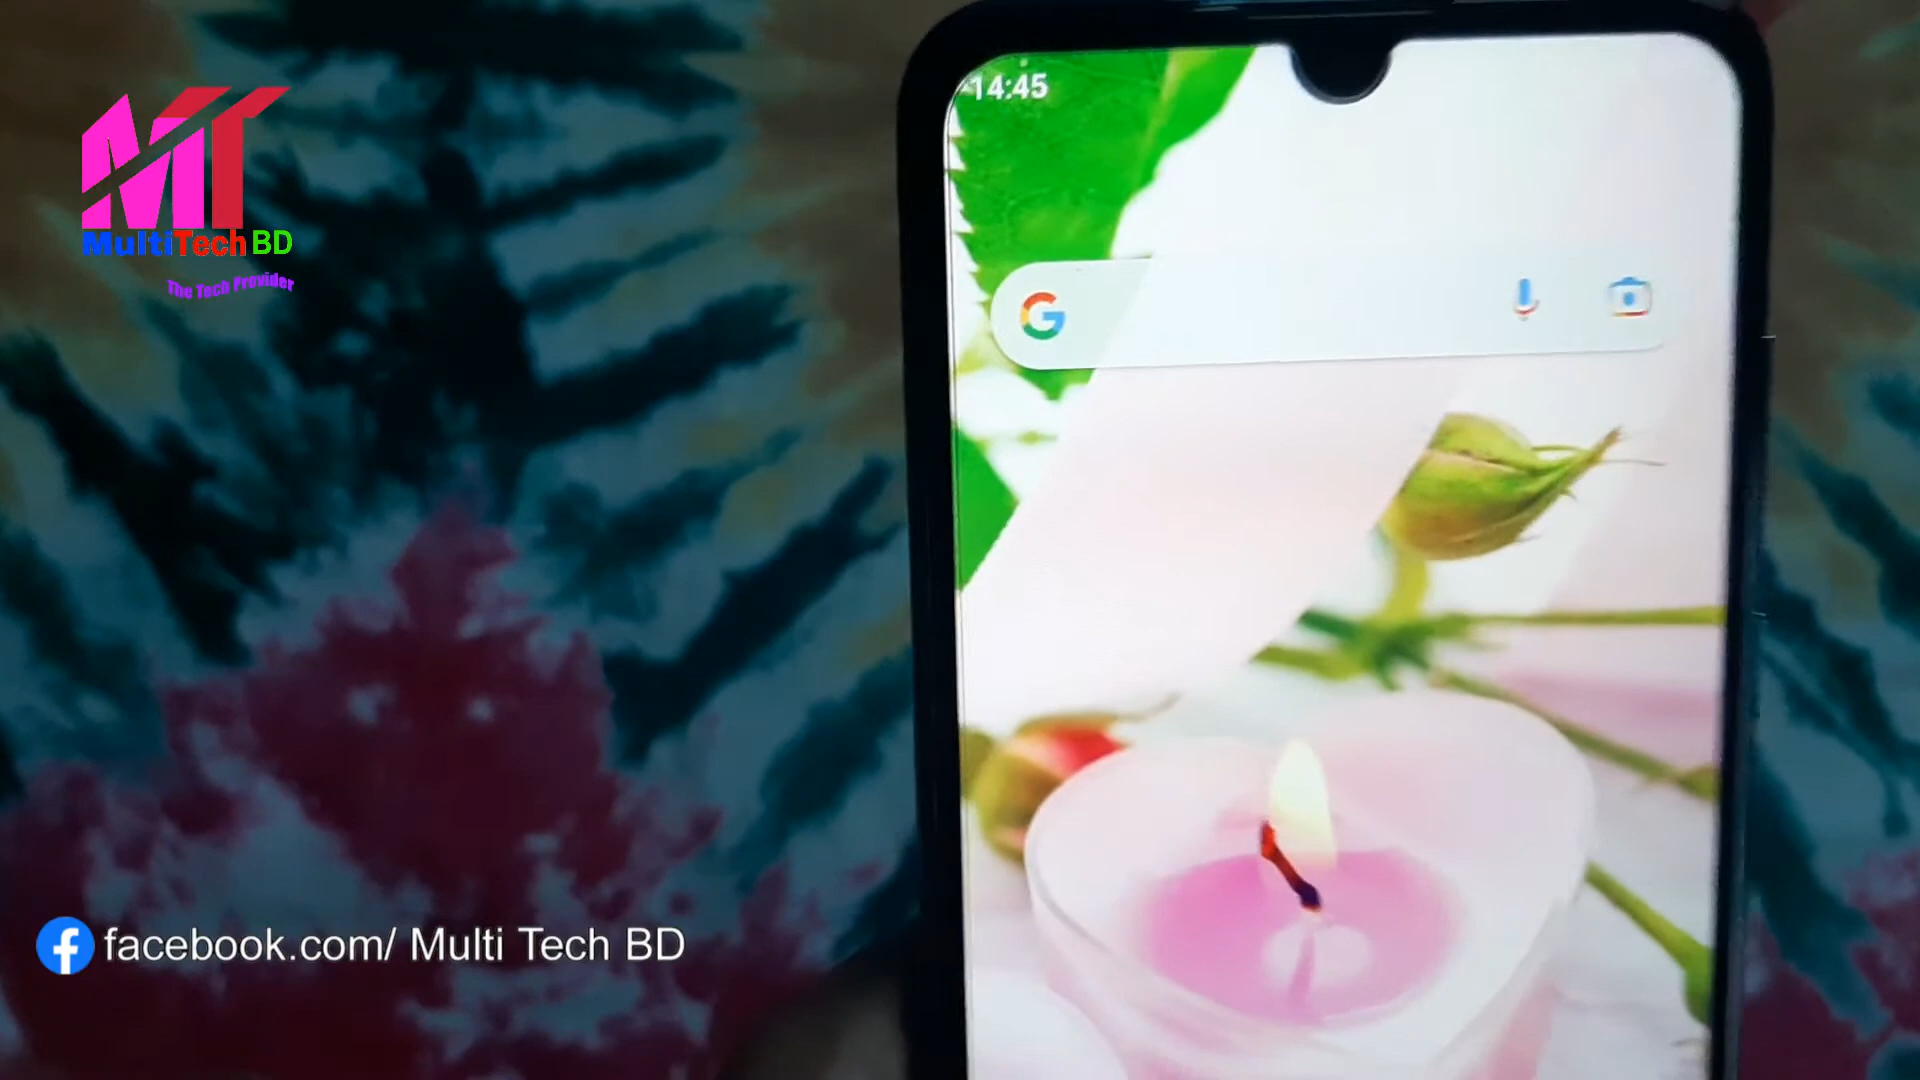 14:45
MT
MultiTech BD
The Tech Provider
G
facebook.com/ Multi Tech BD